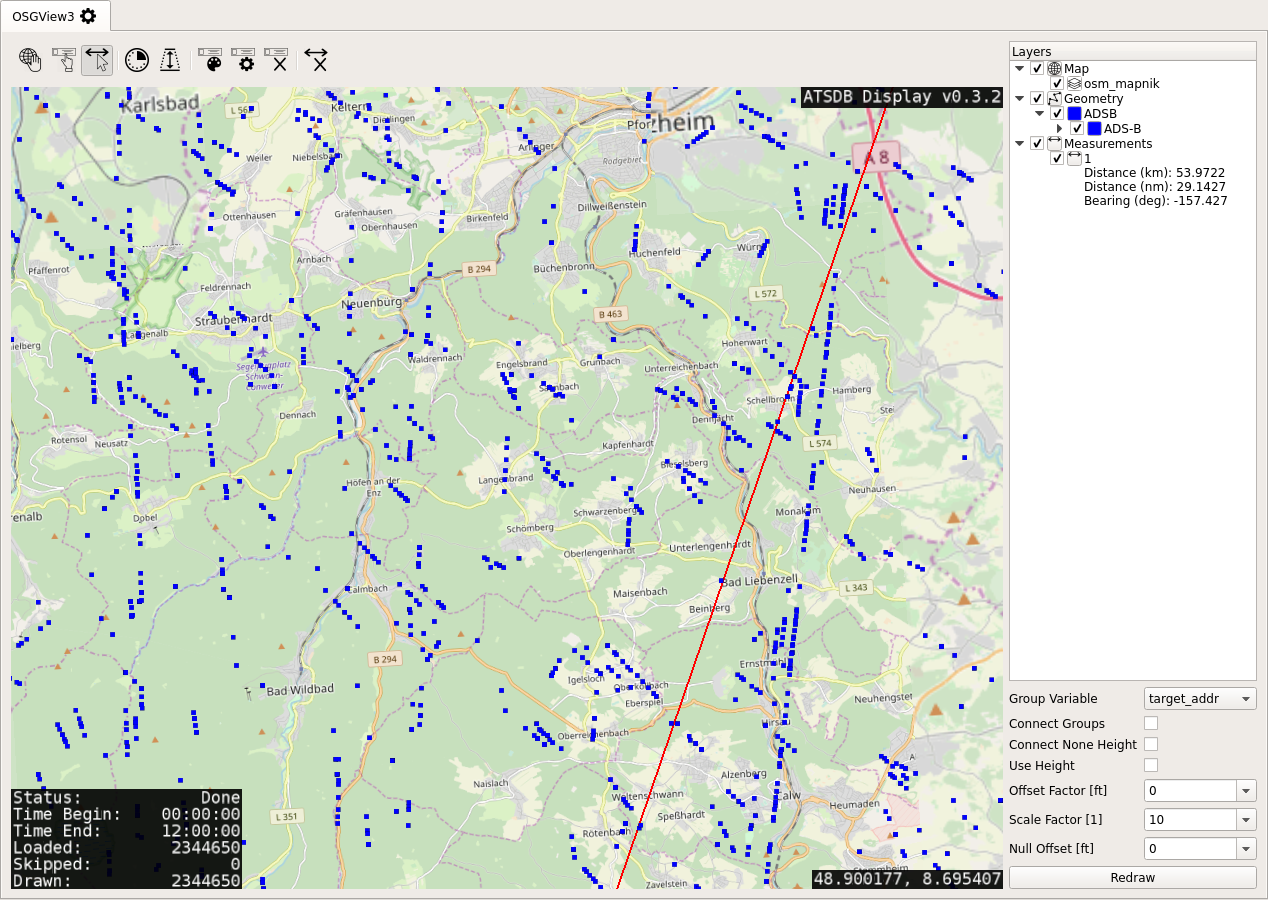 OSGView3
Layers
Map
osm_mapnik
Geometry
ADSB
ADS-B
Measurements
1
Distance (km): 53.9722
Distance (nm): 29.1427
Bearing (deg): -157.427
ATSDB Display v0.3.2
Karlsbad
Keltern
Dietlingen
Weiler
Arlinger
Rodgebiet
A 8
Ottenhausen
Gräfenhausen
Obernhausen
Birkenfeld
Dillweißenstein
Huchenfeld
Pfaffenrot
Arnbach
B 294
Büchenbronn
Feldrennach
L 572
Neuenburg
Straubenhardt
B 463
Waldrennach
Engelsbrand
Grunbach
Hohenwart
Unterreichenbach
Hamberg
Schellbronn
Dennach
Dennjächt
Rotensol
Neusatz
Kapfenhardt
L 574
Bieselsberg
Langenbrand
Höfen an der
Enz
Neuhausen
Dobel
Schwarzenberg
Monakam
Schömberg
Oberlengenhardt
Unterlengenhardt
Calmbach
Maisenbach
Bad Liebenzell
L 343
Beinberg
B 294
Igelsloch
Oberkollbach
Ernstmühl
Bad Wildbad
Eberspiel
Neuhengstet
Oberreichenbach
Naislach
Alzenberg
Weltenschwann
Calw
Heumaden
L 351
Speßhardt
Rötenbach
Zavelstein
Status: Done
Time Begin: 00:00:00
Time End: 12:00:00
Loaded: 2344650
Skipped: 0
Drawn: 2344650
48.900177, 8.695407
Group Variable target_addr
Connect Groups
Connect None Height
Use Height
Offset Factor [ft] 0
Scale Factor [1] 10
Null Offset [ft] 0
Redraw